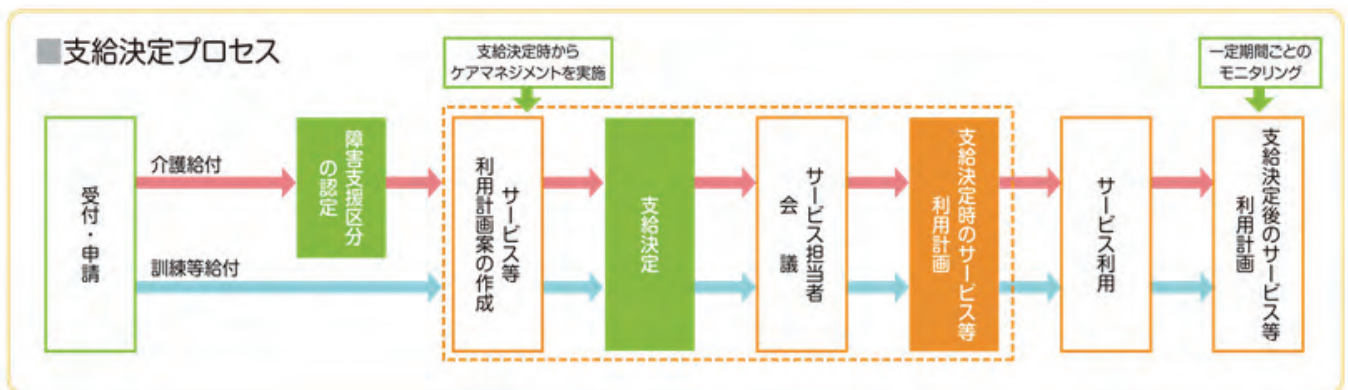 ■支給決定プロセス
支給決定時から
ケアマネジメントを実施
一定期間ごとの
モニタリング
受付・申請
介護給付
訓練等給付
障害支援区分
の認定
サービス等
利用計画案の作成
支給決定
サービス担当者
会議
支給決定時のサービス等
利用計画
サービス利用
支給決定後のサービス等
利用計画